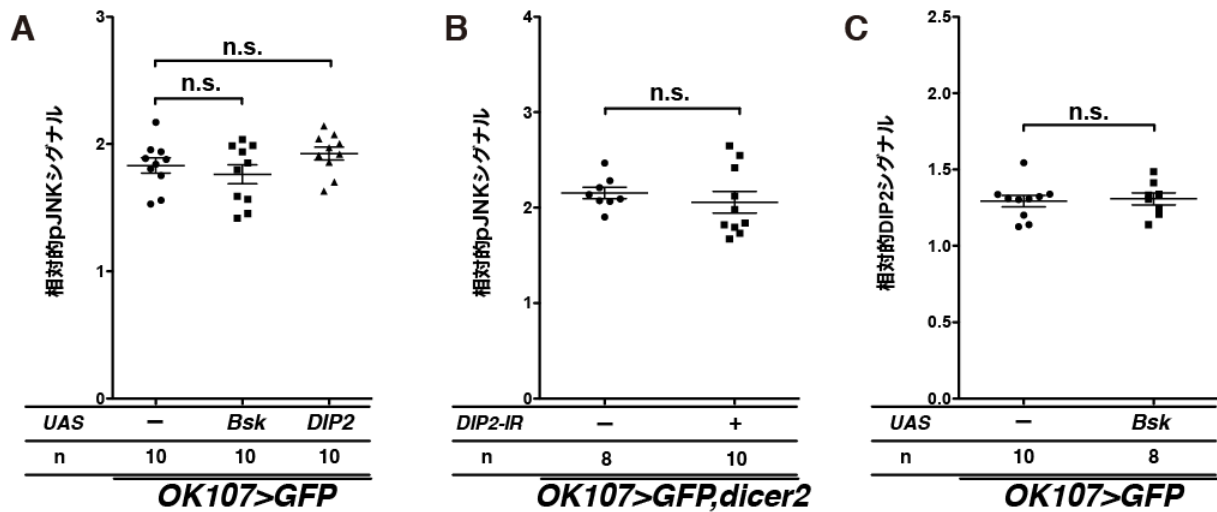 A
3
2
1
0
相対的pJNKシグナル
n.s.
n.s.
UAS – Bsk DIP2
n 10 10 10
OK107>GFP
B
4
3
2
1
0
相対的pJNKシグナル
n.s.
DIP2-IR – +
n 8 10
OK107>GFP,dicer2
C
2.5
2.0
1.5
1.0
0.5
0.0
相対的DIP2シグナル
n.s.
UAS – Bsk
n 10 8
OK107>GFP